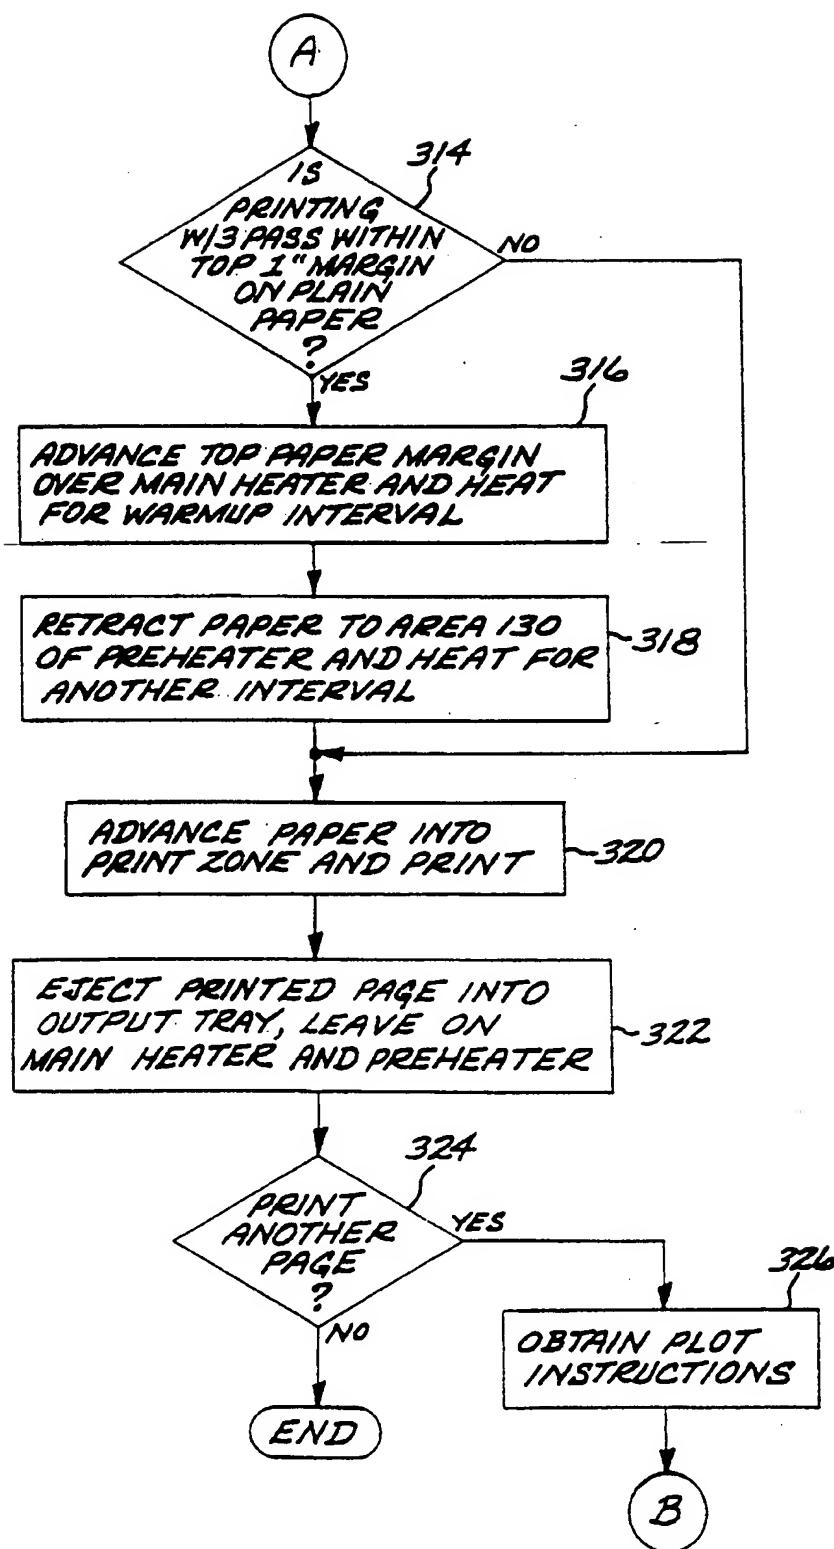 A
314
IS
PRINTING
W/3 PASS WITHIN
TOP 1" MARGIN
ON PLAIN
PAPER
?
NO
YES
316
ADVANCE TOP PAPER MARGIN
OVER MAIN HEATER AND HEAT
FOR WARMUP INTERVAL
RETRACT PAPER TO AREA 130
OF PREHEATER AND HEAT FOR
ANOTHER INTERVAL
318
ADVANCE PAPER INTO
PRINT ZONE AND PRINT
320
EJECT PRINTED PAGE INTO
OUTPUT TRAY, LEAVE ON
MAIN HEATER AND PREHEATER
322
324
PRINT
ANOTHER
PAGE
?
YES
NO
326
OBTAIN PLOT
INSTRUCTIONS
END
B